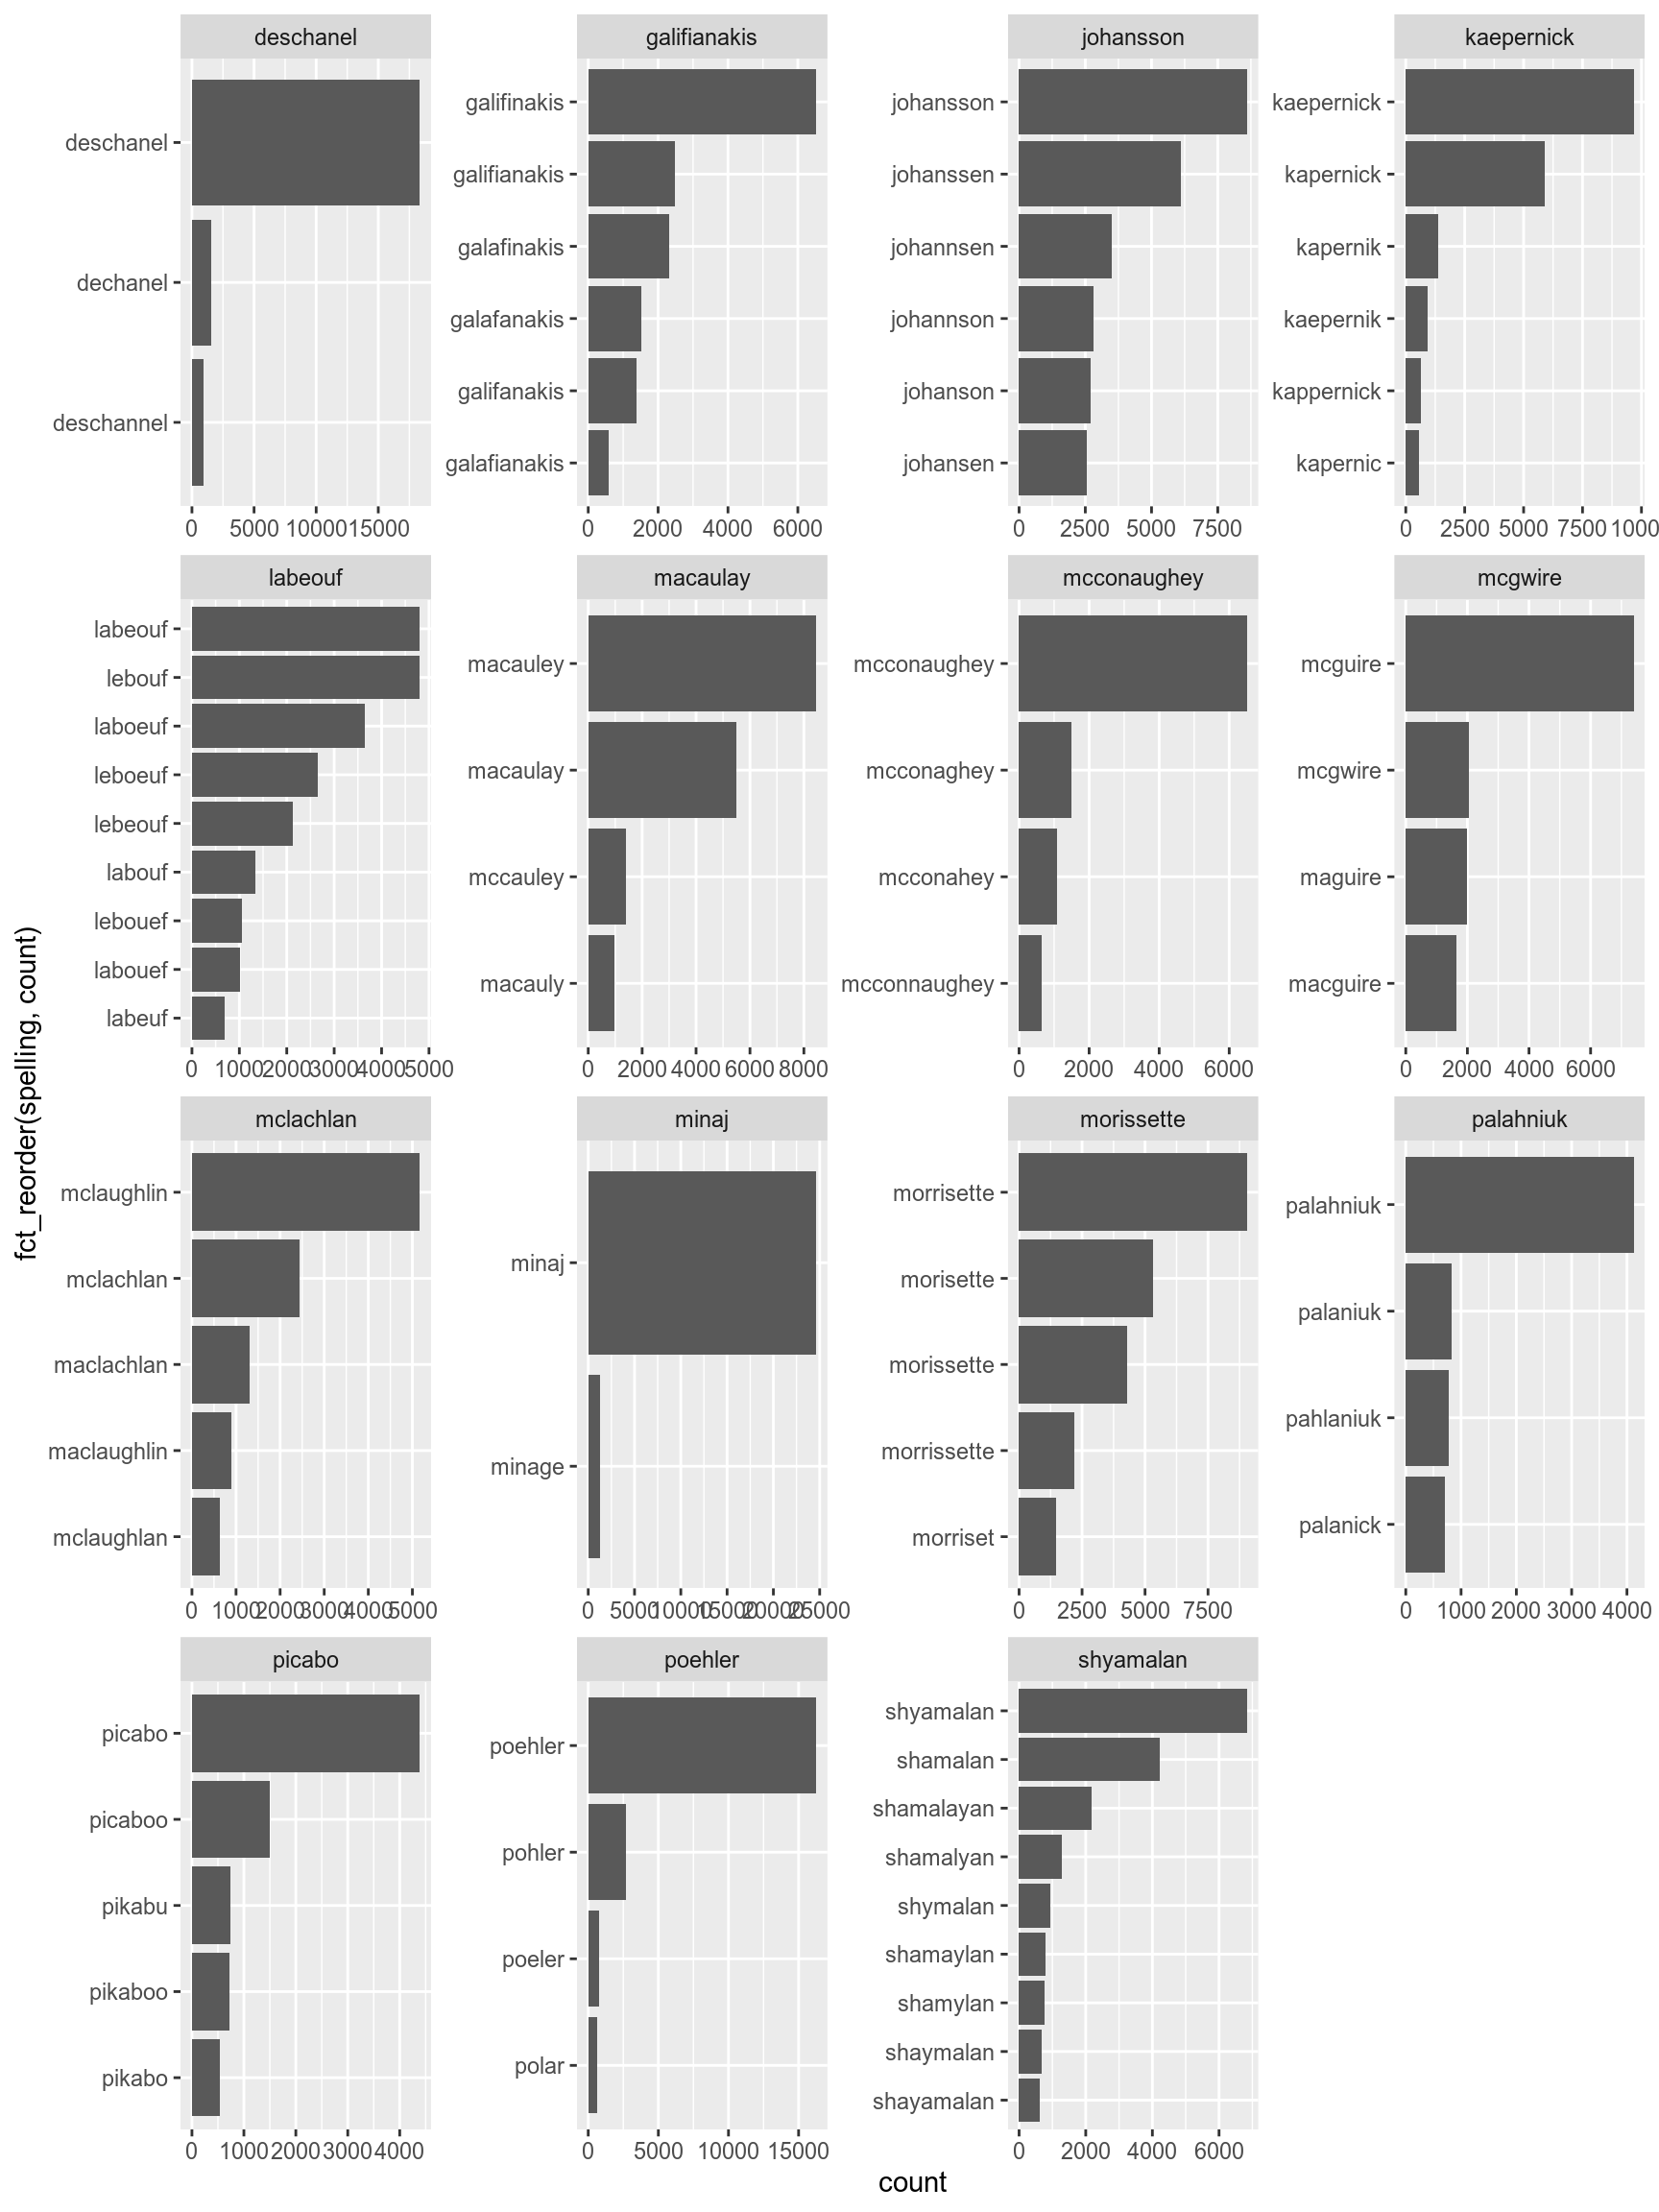 deschanel
deschanel
dechanel
deschannel
0 5000 10000 15000
galifianakis
galifinakis
galifianakis
galafinakis
galafanakis
galifanakis
galafianakis
0 2000 4000 6000
johansson
johansson
johanssen
johannsen
johannson
johanson
johansen
0 2500 5000 7500
kaepernick
kaepernick
kapernick
kapernik
kaepernik
kappernick
kapernic
0 2500 5000 7500 1000
labeouf
labeouf
lebouf
laboeuf
leboeuf
lebeouf
labouf
lebouef
labouef
labeuf
0 1000 2000 3000 4000 5000
macaulay
macauley
macaulay
mccauley
macauly
0 2000 4000 6000 8000
mcconaughey
mcconaughey
mcconaghey
mcconahey
mcconnaughey
0 2000 4000 6000
mcgwire
mcguire
mcgwire
maguire
macguire
0 2000 4000 6000
fct_reorder(spelling, count)
mclachlan
mclaughlin
mclachlan
maclachlan
maclaughlin
mclaughlan
0 1000 2000 3000 4000 5000
minaj
minaj
minage
0 5000 10000 15000 20000 25000
morissette
morrisette
morisette
morissette
morrissette
morriset
0 2500 5000 7500
palahniuk
palahniuk
palaniuk
pahlaniuk
palanick
0 1000 2000 3000 4000
picabo
picabo
picaboo
pikabu
pikaboo
pikabo
0 1000 2000 3000 4000
poehler
poehler
pohler
poeler
polar
0 5000 10000 15000
shyamalan
shyamalan
shamalan
shamalayan
shamalyan
shymalan
shamaylan
shamylan
shaymalan
shayamalan
0 2000 4000 6000
count